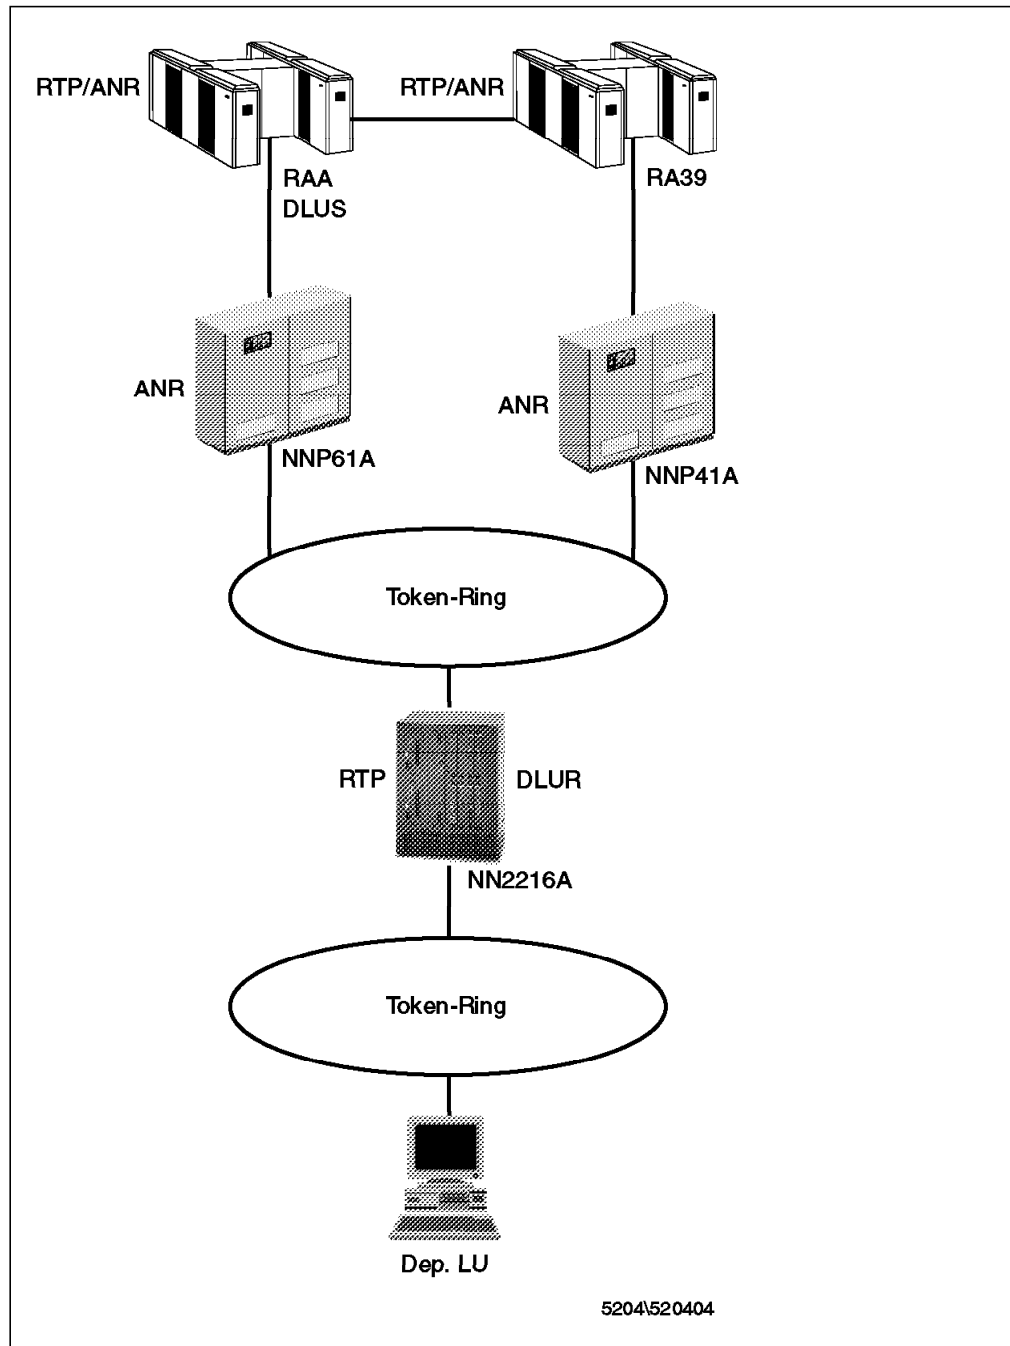 RTP/ANR
RTP/ANR
RAA
DLUS
RA39
ANR
ANR
NNP61A
NNP41A
Token-Ring
RTP
DLUR
NN2216A
Token-Ring
Dep. LU
5204\520404